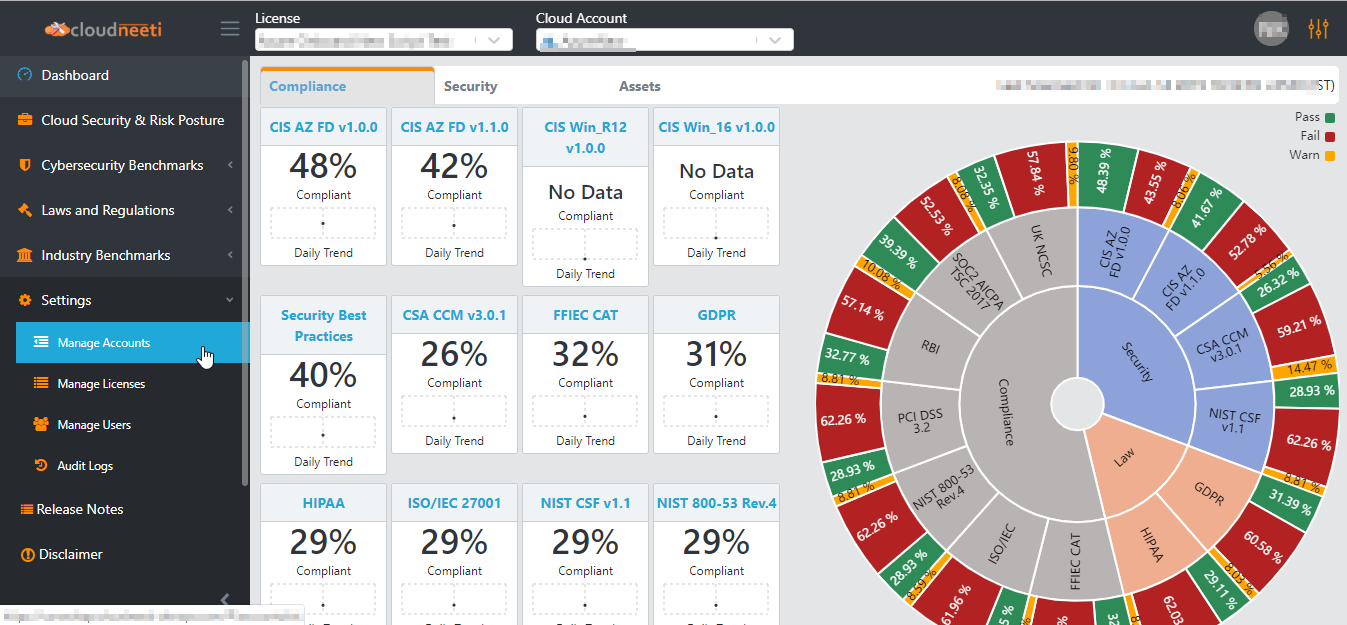 cloudneeti
License
Cloud Account
Dashboard
Cloud Security & Risk Posture
Cybersecurity Benchmarks
Laws and Regulations
Industry Benchmarks
Settings
Manage Accounts
Manage Licenses
Manage Users
Audit Logs
Release Notes
Disclaimer
Compliance
Security
Assets
ST)
CIS AZ FD v1.0.0
48%
Compliant
Daily Trend
CIS AZ FD v1.1.0
42%
Compliant
Daily Trend
CIS Win_R12
v1.0.0
No Data
Compliant
Daily Trend
CIS Win_16 v1.0.0
No Data
Compliant
Daily Trend
Security Best
Practices
40%
Compliant
Daily Trend
CSA CCM v3.0.1
26%
Compliant
Daily Trend
FFIEC CAT
32%
Compliant
Daily Trend
GDPR
31%
Compliant
Daily Trend
HIPAA
29%
Compliant
ISO/IEC 27001
29%
Compliant
NIST CSF v1.1
29%
Compliant
NIST 800-53 Rev.4
29%
Compliant
Pass
Fail
Warn
Security
Law
Compliance
CIS AZ
FD v1.0.0
CIS AZ
FD v1.1.0
CSA CCM
v3.0.1
NIST CSF
v1.1
GDPR
HIPAA
FFIEC CAT
ISO/IEC
NIST 800-53
Rev.4
PCI DSS
3.2
RBI
SOC2 AICPA
TSC 2017
UK NCSC
48.39 %
43.55 %
8.06 %
41.67 %
52.78 %
5.56 %
26.32 %
59.21 %
14.47 %
28.93 %
62.26 %
8.81 %
31.39 %
60.58 %
8.03 %
29.11 %
62.03
32
61.96 %
8.59 %
28.93 %
62.26 %
8.81 %
28.93 %
62.26 %
8.81 %
32.77 %
57.14 %
10.08 %
39.39 %
52.53 %
8.08 %
32.35 %
57.84 %
9.80 %